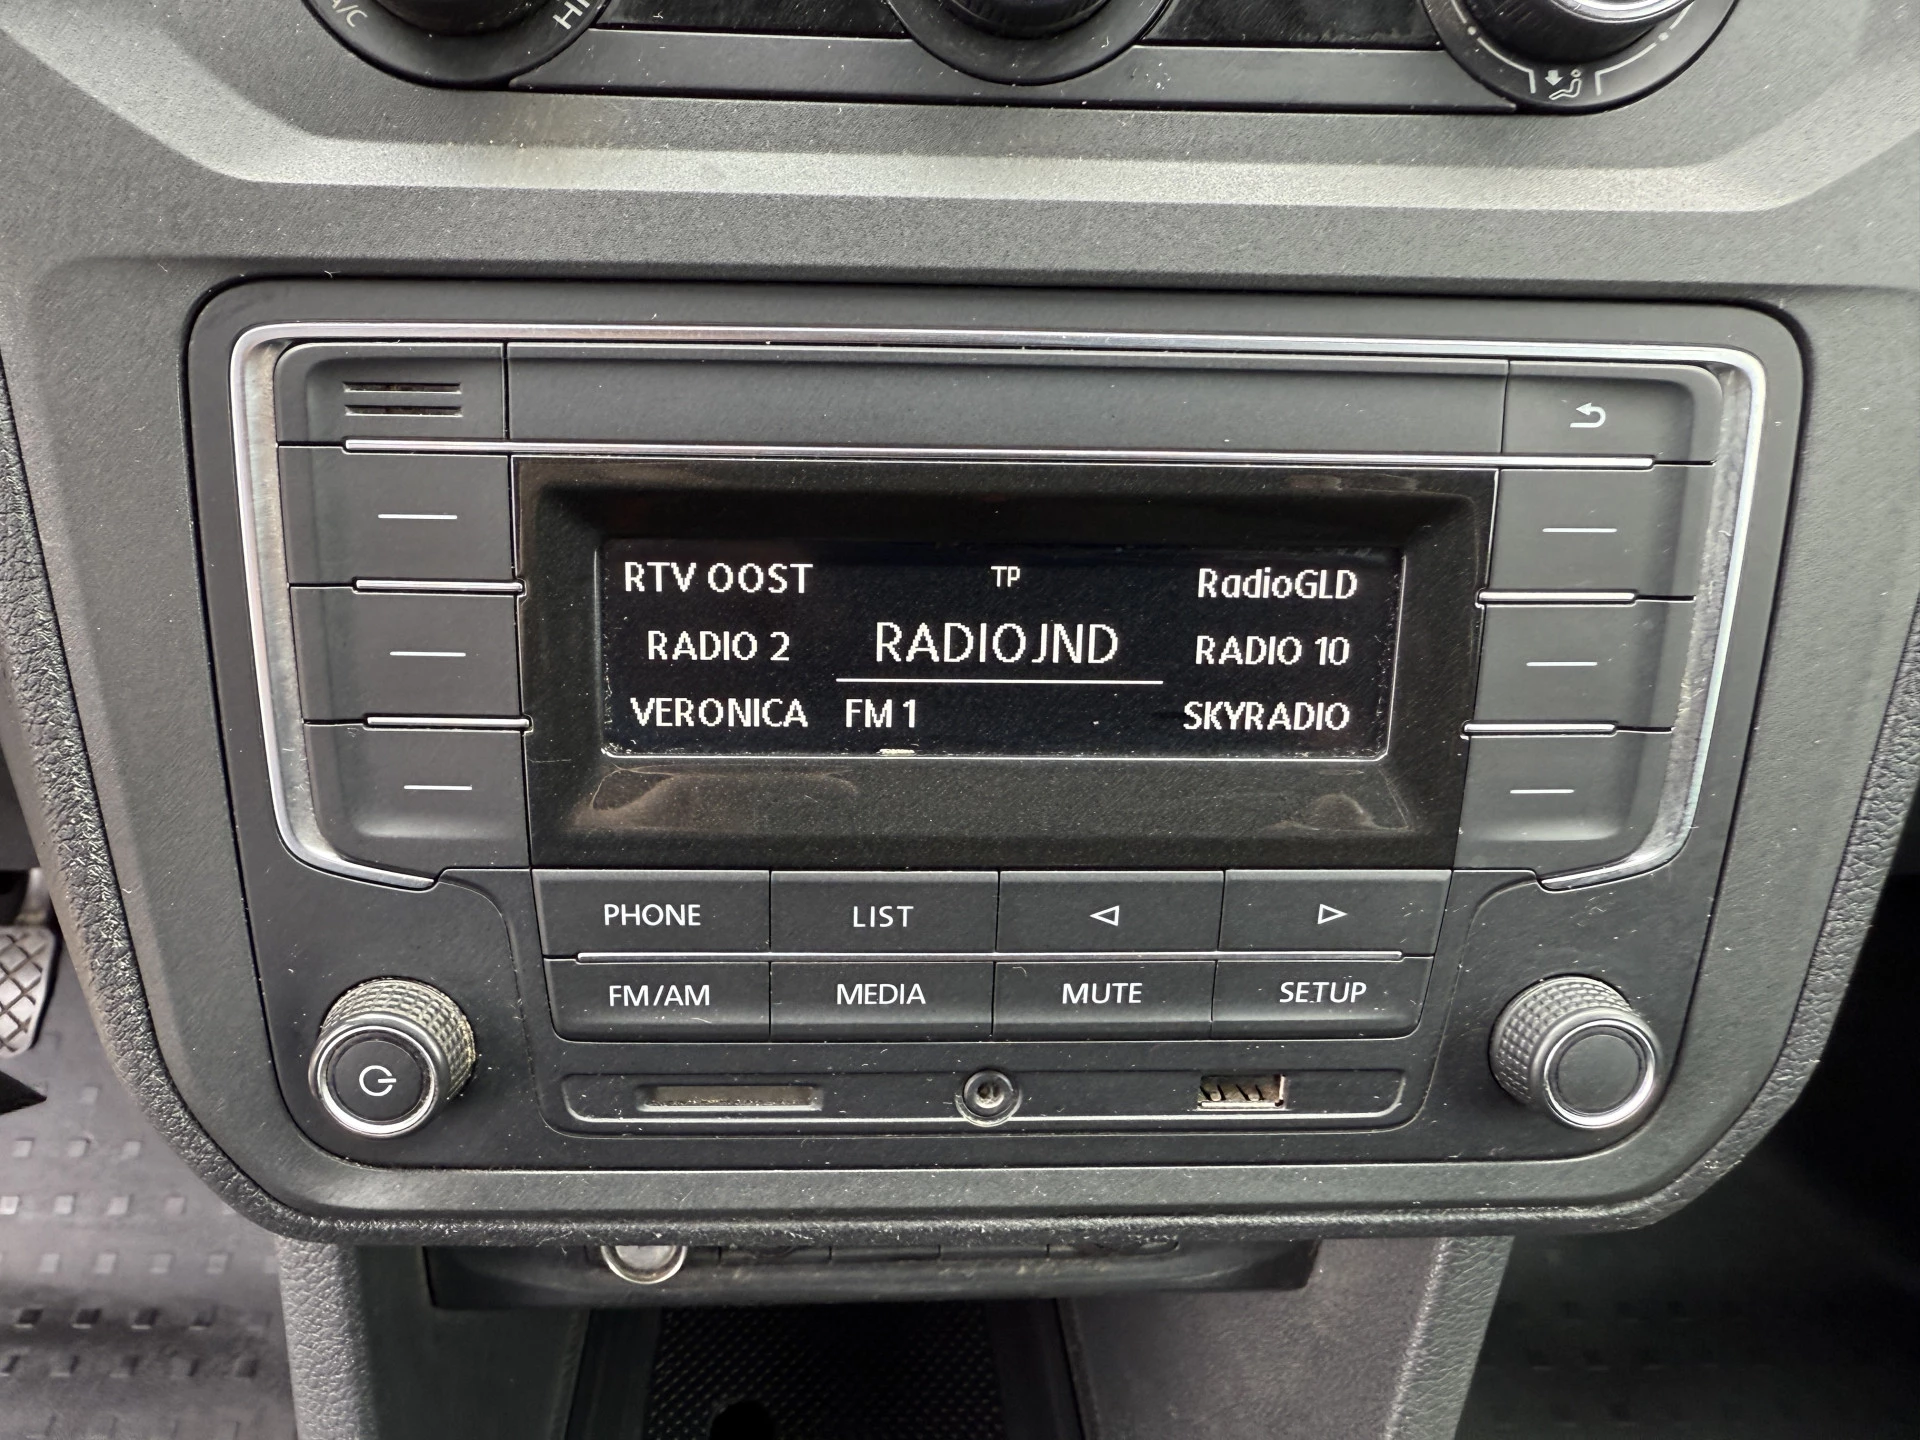 A/C
RTV OOST
TP
RadioGLD
RADIO 2
RADIOJND
RADIO 10
VERONICA
FM 1
SKYRADIO
PHONE
LIST
FM/AM
MEDIA
MUTE
SETUP